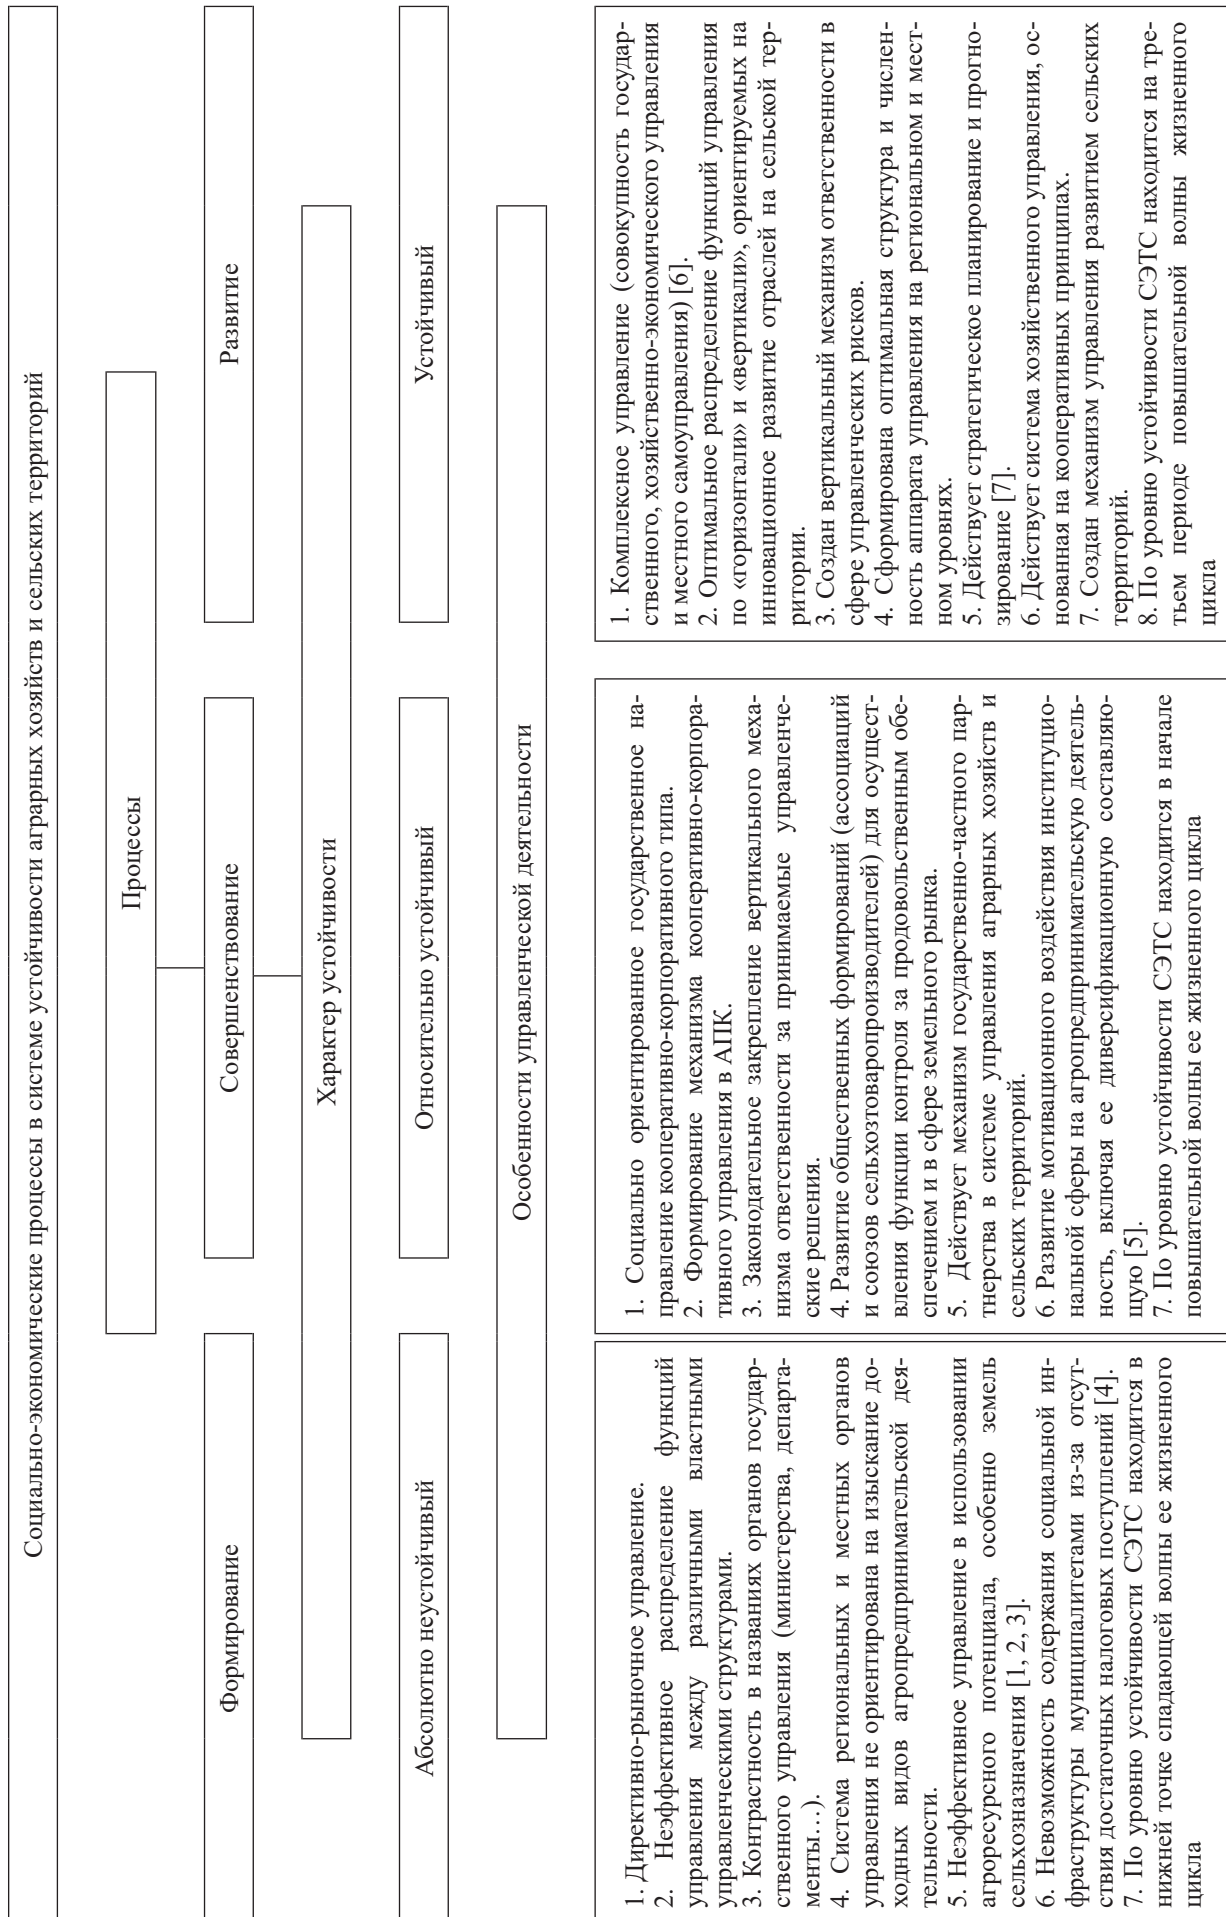 Социально-экономические процессы в системе устойчивости аграрных хозяйств и сельских территорий
Процессы
Формирование
Совершенствование
Развитие
Характер устойчивости
Абсолютно неустойчивый
Относительно устойчивый
Устойчивый
Особенности управленческой деятельности
1. Директивно-рыночное управление.
2. Неэффективное распределение функций
управления между различными властными
управленческими структурами.
3. Контрастность в названиях органов государ-
ственного управления (министерства, департа-
менты…).
4. Система региональных и местных органов
управления не ориентирована на изыскание до-
ходных видов агропредпринимательской дея-
тельности.
5. Неэффективное управление в использовании
агроресурсного потенциала, особенно земель
сельхозназначения [1, 2, 3].
6. Невозможность содержания социальной ин-
фраструктуры муниципалитетами из-за отсут-
ствия достаточных налоговых поступлений [4].
7. По уровню устойчивости СЭТС находится в
нижней точке спадающей волны ее жизненного
цикла
1. Социально ориентированное государственное на-
правление кооперативно-корпоративного типа.
2. Формирование механизма кооперативно-корпора-
тивного управления в АПК.
3. Законодательное закрепление вертикального меха-
низма ответственности за принимаемые управленче-
ские решения.
4. Развитие общественных формирований (ассоциаций
и союзов сельхозтоваропроизводителей) для осущест-
вления функции контроля за продовольственным обе-
спечением и в сфере земельного рынка.
5. Действует механизм государственно-частного пар-
тнерства в системе управления аграрных хозяйств и
сельских территорий.
6. Развитие мотивационного воздействия институцио-
нальной сферы на агропредпринимательскую деятель-
ность, включая ее диверсификационную составляю-
щую [5].
7. По уровню устойчивости СЭТС находится в начале
повышательной волны ее жизненного цикла
1. Комплексное управление (совокупность государ-
ственного, хозяйственно-экономического управления
и местного самоуправления) [6].
2. Оптимальное распределение функций управления
по «горизонтали» и «вертикали», ориентируемых на
инновационное развитие отраслей на сельской тер-
ритории.
3. Создан вертикальный механизм ответственности в
сфере управленческих рисков.
4. Сформирована оптимальная структура и числен-
ность аппарата управления на региональном и мест-
ном уровнях.
5. Действует стратегическое планирование и прогно-
зирование [7].
6. Действует система хозяйственного управления, ос-
нованная на кооперативных принципах.
7. Создан механизм управления развитием сельских
территорий.
8. По уровню устойчивости СЭТС находится на тре-
тьем периоде повышательной волны жизненного
цикла